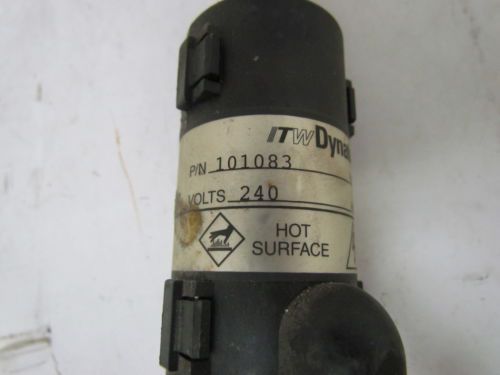 ITW Dyna
P/N 101083
VOLTS 240
HOT
SURFACE